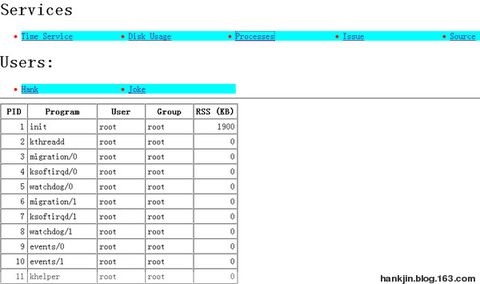 Services
Time Service Disk Usage Processes Issue Source
Users:
Hank Joke
PID Program User Group RSS (KB)
1 init root root 1900
2 kthreadd root root 0
3 migration/0 root root 0
4 ksoftirqd/0 root root 0
5 watchdog/0 root root 0
6 migration/1 root root 0
7 ksoftirqd/1 root root 0
8 watchdog/1 root root 0
9 events/0 root root 0
10 events/1 root root 0
11 khelper root root 0
hankjin.blog.163.com